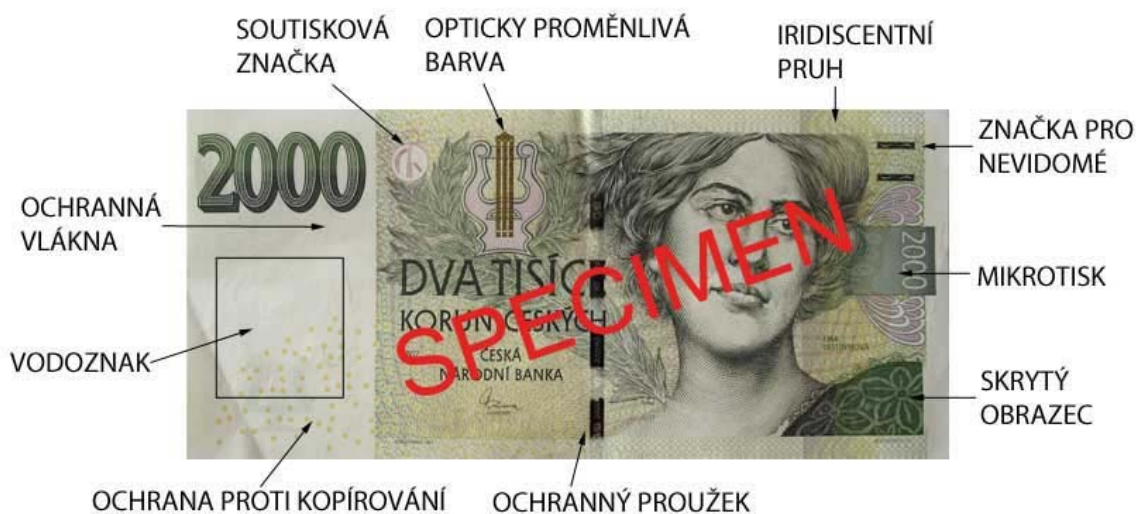 SOUTISKOVÁ
ZNAČKA
OPTICKY PROMĚNLIVÁ
BARVA
IRIDISCENTNÍ
PRUH
ZNAČKA PRO
NEVIDOMÉ
2000
OCHRANNÁ
VLÁKNA
DVA TISÍC
KORUN ČESKÝCH
ČESKÁ
NÁRODNÍ BANKA
SPECIMEN
2000
MIKROTISK
VODOZNAK
SKRYTÝ
OBRAZEC
OCHRANA PROTI KOPÍROVÁNÍ
OCHRANNÝ PROUŽEK